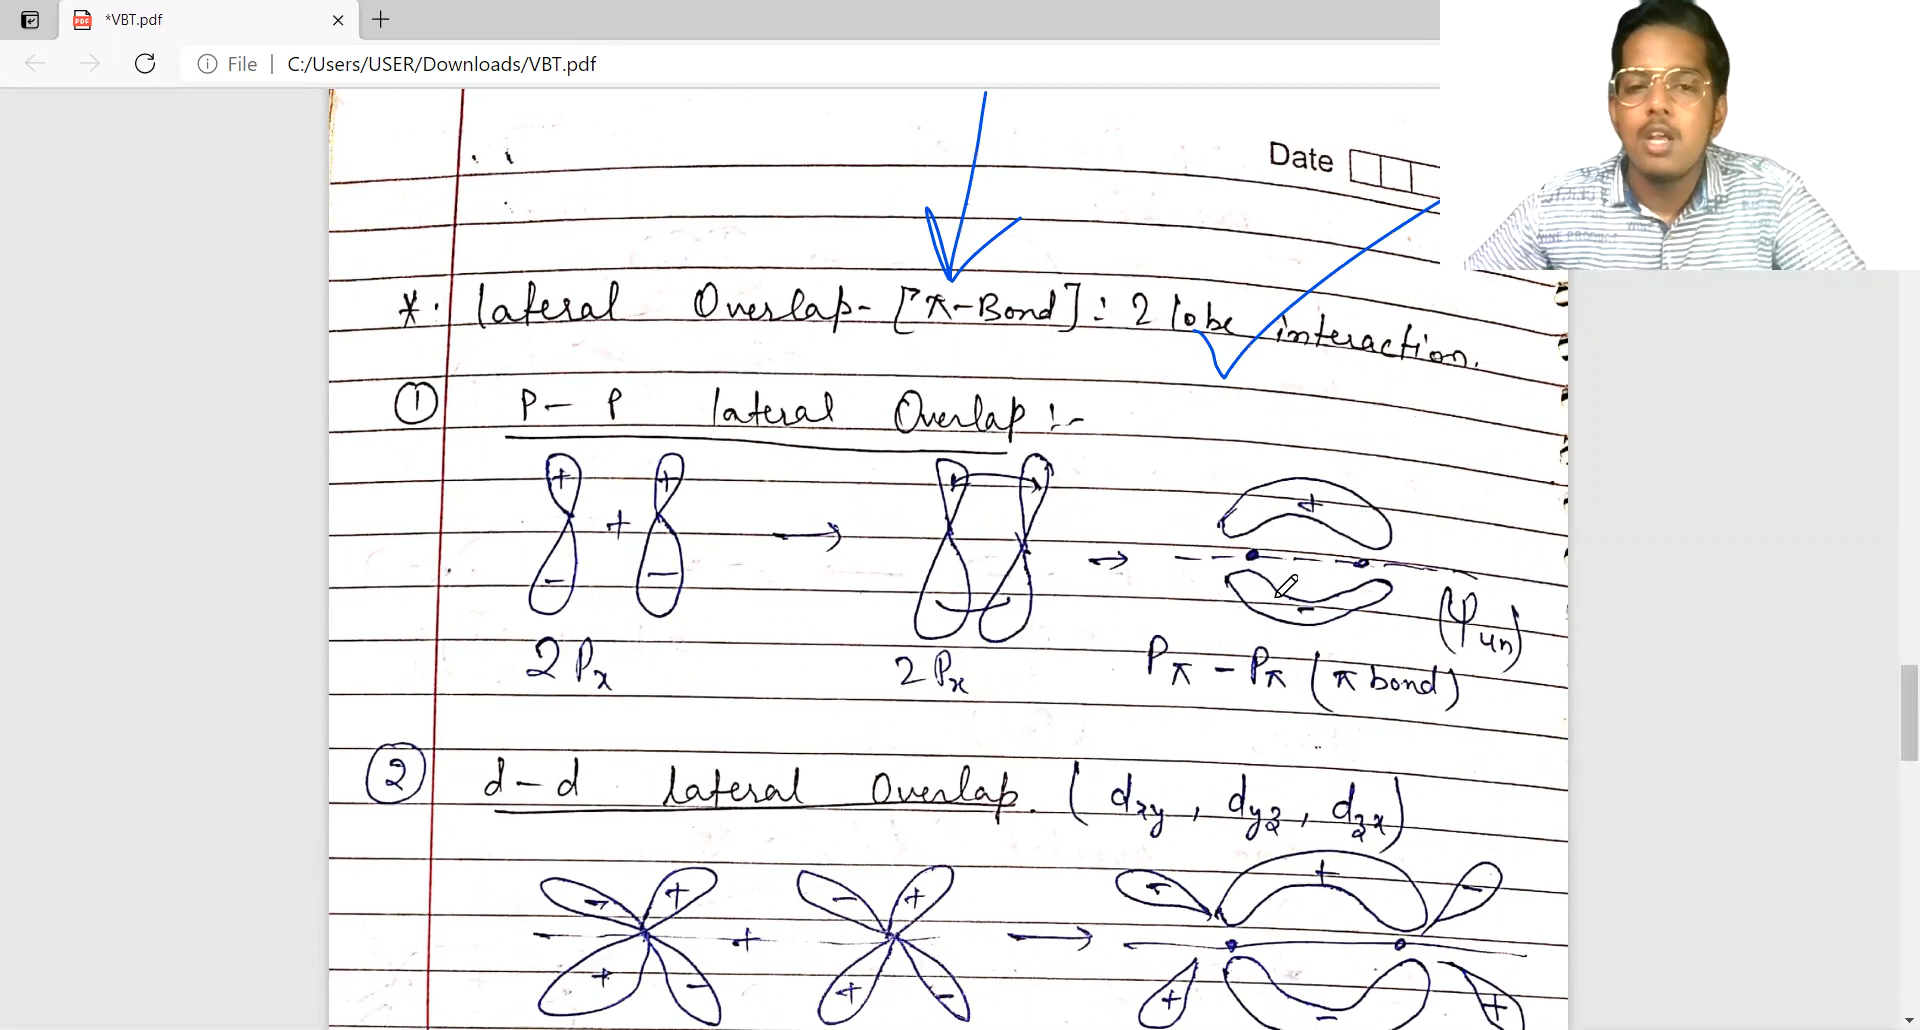 *VBT.pdf
File | C:/Users/USER/Downloads/VBT.pdf
Date
*. lateral Overlap- [π-Bond] : 2 lobe interaction.
① P – P lateral Overlap :-
+ + + +
+
- - -
2Px 2Px Pπ – Pπ (π bond) (Ψun)
② d – d lateral Overlap. (dxy, dyz, dzx)
- + - + - + -
+
+ - + - + - +